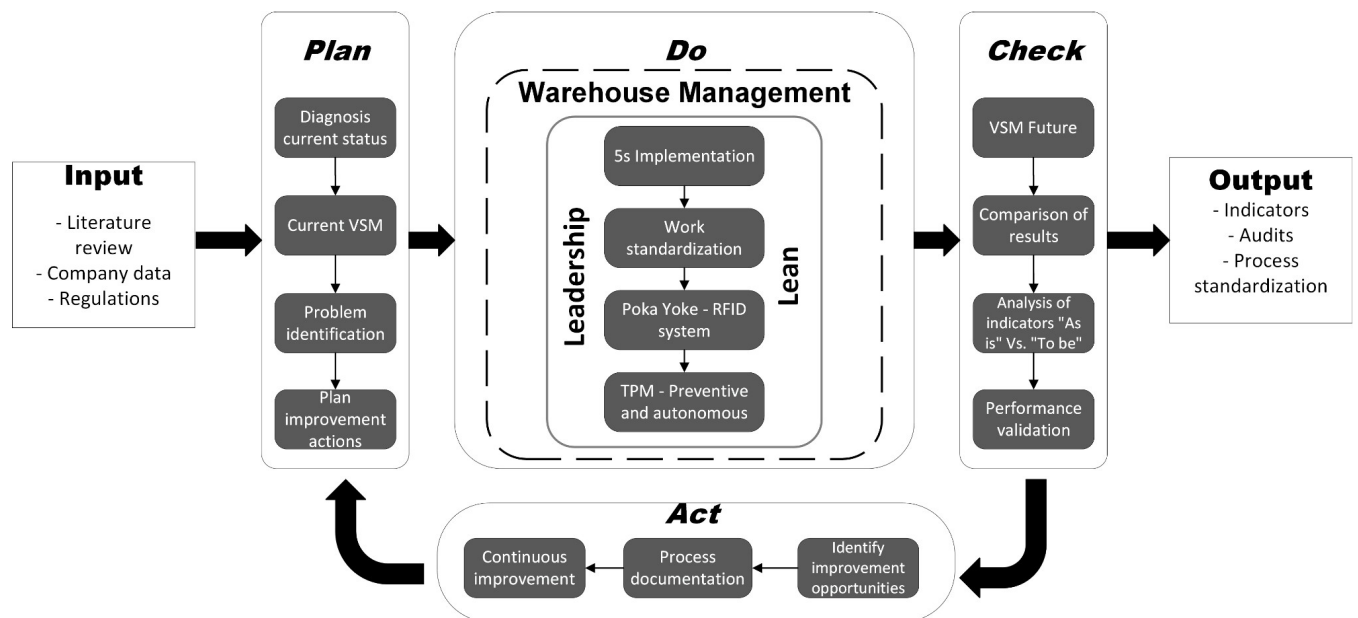 Input
- Literature
review
- Company data
- Regulations
Plan
Diagnosis
current status
Current VSM
Problem
identification
Plan
improvement
actions
Do
Warehouse Management
Leadership
5s Implementation
Work
standardization
Poka Yoke - RFID
system
TPM - Preventive
and autonomous
Lean
Check
VSM Future
Comparison of
results
Analysis of
indicators "As
is" Vs. "To be"
Performance
validation
Output
- Indicators
- Audits
- Process
standardization
Act
Continuous
improvement
Process
documentation
Identify
improvement
opportunities